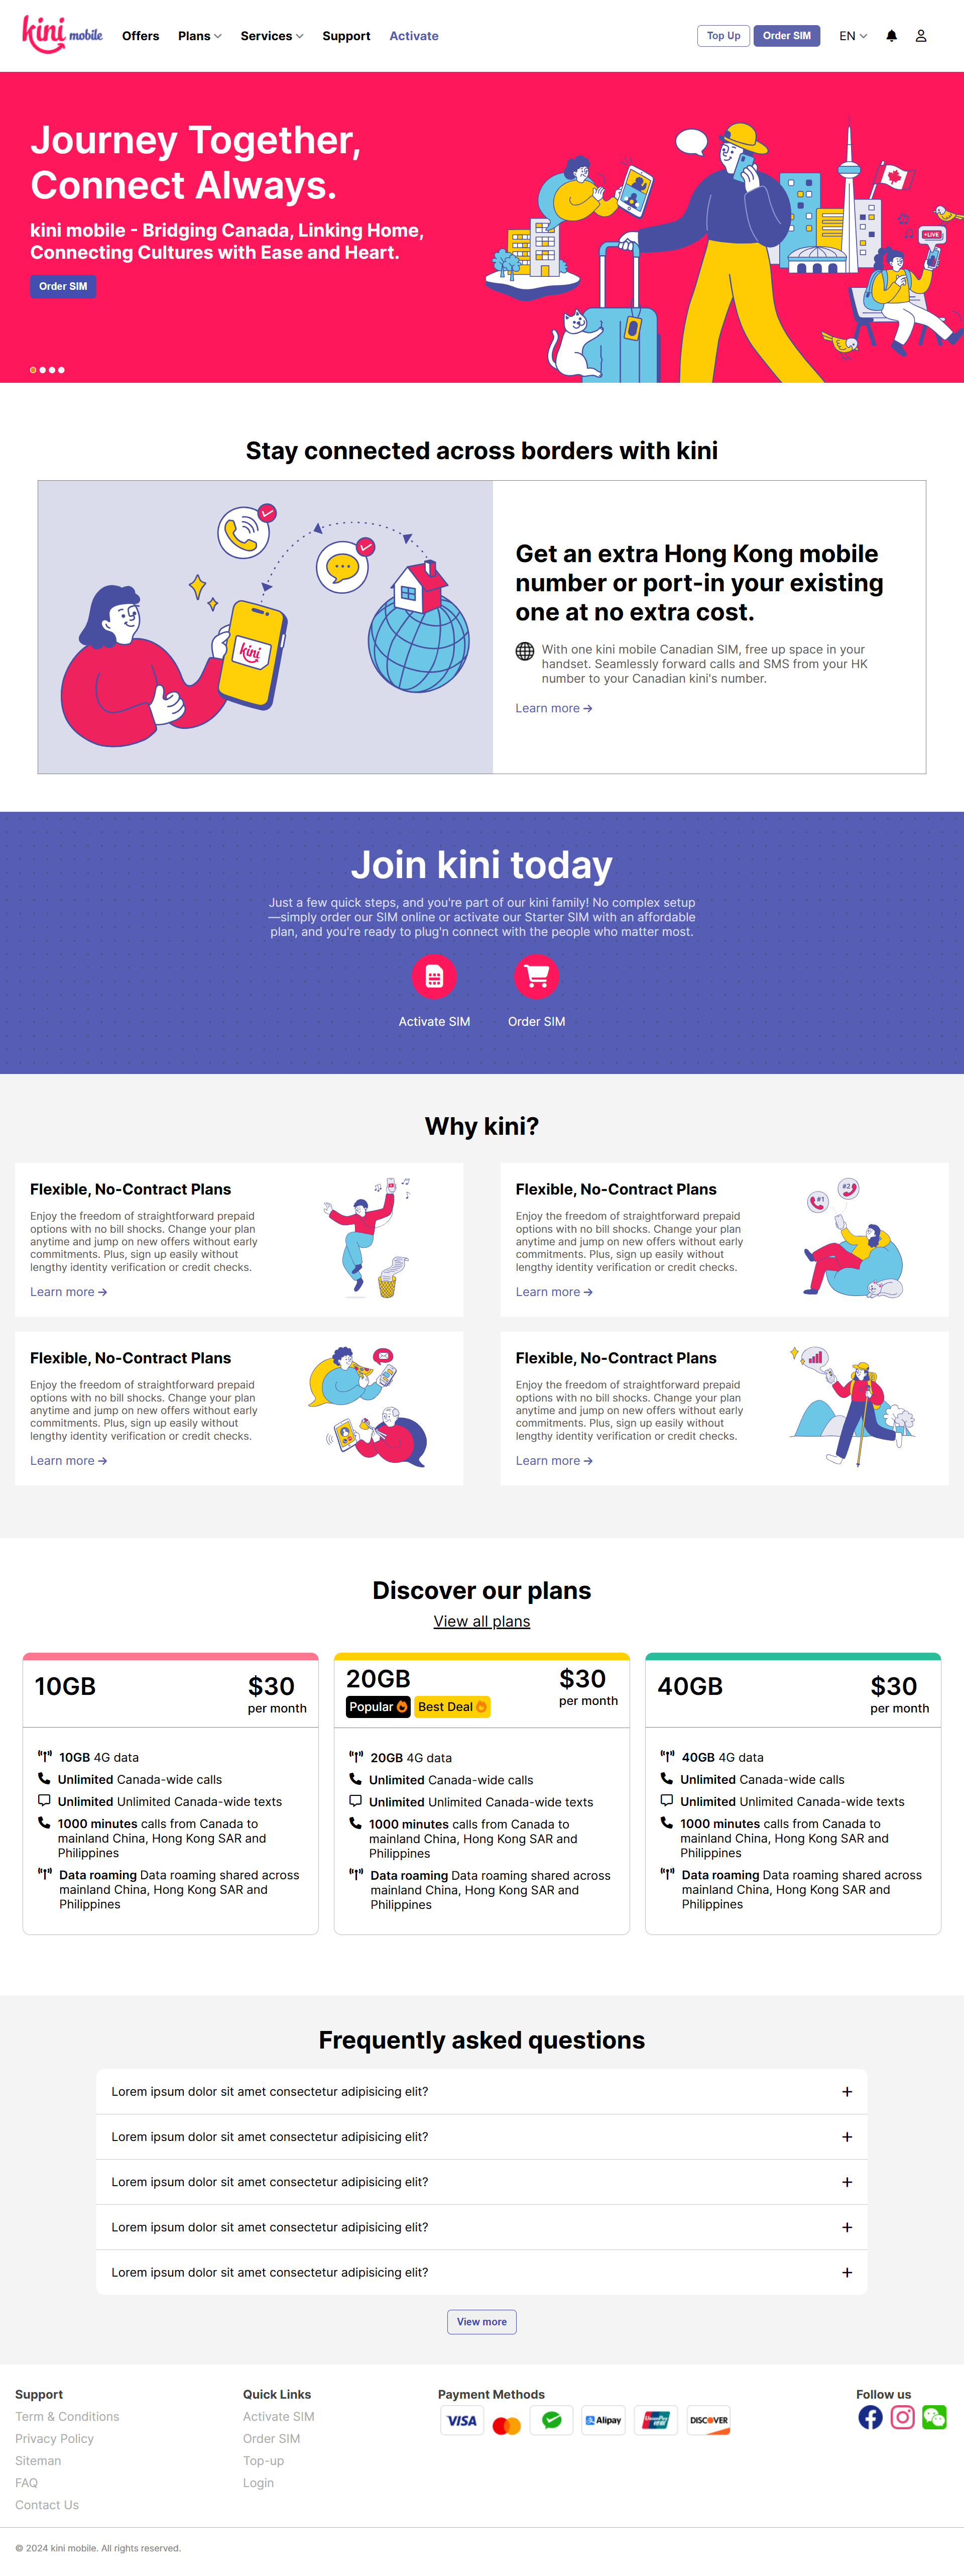 kini mobile
Offers
Plans
Services
Support
Activate
Top Up
Order SIM
EN
Journey Together,
Connect Always.
kini mobile - Bridging Canada, Linking Home,
Connecting Cultures with Ease and Heart.
Order SIM
LIVE
Stay connected across borders with kini
kini
Get an extra Hong Kong mobile
number or port-in your existing
one at no extra cost.
With one kini mobile Canadian SIM, free up space in your
handset. Seamlessly forward calls and SMS from your HK
number to your Canadian kini's number.
Learn more
Join kini today
Just a few quick steps, and you're part of our kini family! No complex setup
—simply order our SIM online or activate our Starter SIM with an affordable
plan, and you're ready to plug'n connect with the people who matter most.
Activate SIM
Order SIM
Why kini?
Flexible, No-Contract Plans
Enjoy the freedom of straightforward prepaid
options with no bill shocks. Change your plan
anytime and jump on new offers without early
commitments. Plus, sign up easily without
lengthy identity verification or credit checks.
Learn more
Flexible, No-Contract Plans
Enjoy the freedom of straightforward prepaid
options with no bill shocks. Change your plan
anytime and jump on new offers without early
commitments. Plus, sign up easily without
lengthy identity verification or credit checks.
Learn more
#1
#2
Flexible, No-Contract Plans
Enjoy the freedom of straightforward prepaid
options with no bill shocks. Change your plan
anytime and jump on new offers without early
commitments. Plus, sign up easily without
lengthy identity verification or credit checks.
Learn more
Flexible, No-Contract Plans
Enjoy the freedom of straightforward prepaid
options with no bill shocks. Change your plan
anytime and jump on new offers without early
commitments. Plus, sign up easily without
lengthy identity verification or credit checks.
Learn more
Discover our plans
View all plans
10GB
$30
per month
10GB 4G data
Unlimited Canada-wide calls
Unlimited Unlimited Canada-wide texts
1000 minutes calls from Canada to
mainland China, Hong Kong SAR and
Philippines
Data roaming Data roaming shared across
mainland China, Hong Kong SAR and
Philippines
20GB
Popular
Best Deal
$30
per month
20GB 4G data
Unlimited Canada-wide calls
Unlimited Unlimited Canada-wide texts
1000 minutes calls from Canada to
mainland China, Hong Kong SAR and
Philippines
Data roaming Data roaming shared across
mainland China, Hong Kong SAR and
Philippines
40GB
$30
per month
40GB 4G data
Unlimited Canada-wide calls
Unlimited Unlimited Canada-wide texts
1000 minutes calls from Canada to
mainland China, Hong Kong SAR and
Philippines
Data roaming Data roaming shared across
mainland China, Hong Kong SAR and
Philippines
Frequently asked questions
Lorem ipsum dolor sit amet consectetur adipisicing elit?
Lorem ipsum dolor sit amet consectetur adipisicing elit?
Lorem ipsum dolor sit amet consectetur adipisicing elit?
Lorem ipsum dolor sit amet consectetur adipisicing elit?
Lorem ipsum dolor sit amet consectetur adipisicing elit?
View more
Support
Term & Conditions
Privacy Policy
Siteman
FAQ
Contact Us
Quick Links
Activate SIM
Order SIM
Top-up
Login
Payment Methods
VISA
Alipay
UnionPay
DISCOVER
Follow us
© 2024 kini mobile. All rights reserved.